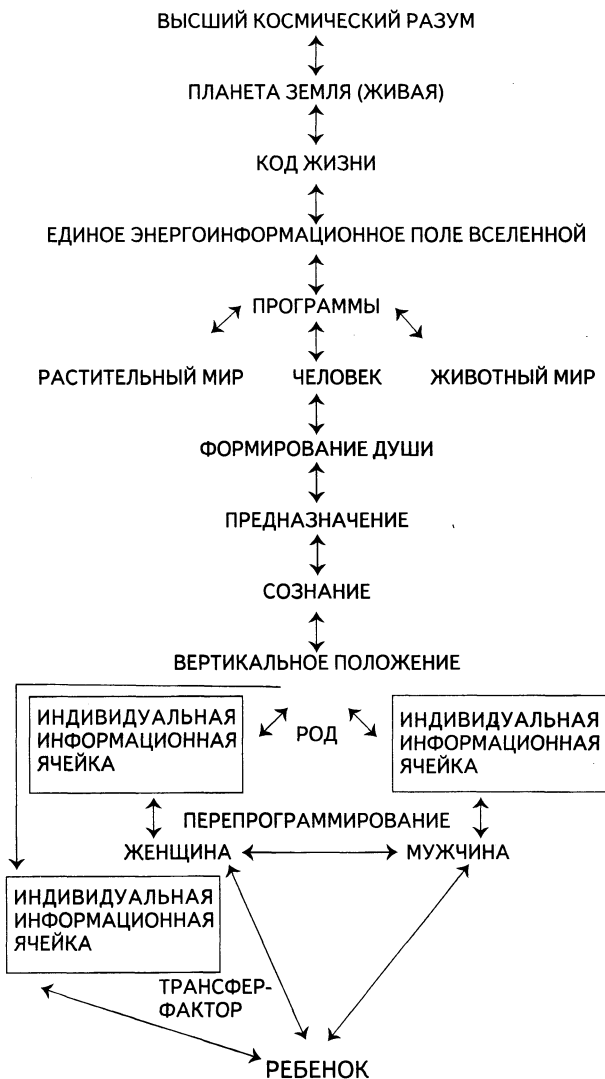 ВЫСШИЙ КОСМИЧЕСКИЙ РАЗУМ
ПЛАНЕТА ЗЕМЛЯ (ЖИВАЯ)
КОД ЖИЗНИ
ЕДИНОЕ ЭНЕРГОИНФОРМАЦИОННОЕ ПОЛЕ ВСЕЛЕННОЙ
ПРОГРАММЫ
РАСТИТЕЛЬНЫЙ МИР ЧЕЛОВЕК ЖИВОТНЫЙ МИР
ФОРМИРОВАНИЕ ДУШИ
ПРЕДНАЗНАЧЕНИЕ
СОЗНАНИЕ
ВЕРТИКАЛЬНОЕ ПОЛОЖЕНИЕ
ИНДИВИДУАЛЬНАЯ
ИНФОРМАЦИОННАЯ
ЯЧЕЙКА
РОД
ИНДИВИДУАЛЬНАЯ
ИНФОРМАЦИОННАЯ
ЯЧЕЙКА
ПЕРЕПРОГРАММИРОВАНИЕ
ЖЕНЩИНА МУЖЧИНА
ИНДИВИДУАЛЬНАЯ
ИНФОРМАЦИОННАЯ
ЯЧЕЙКА
ТРАНСФЕР-
ФАКТОР
РЕБЕНОК